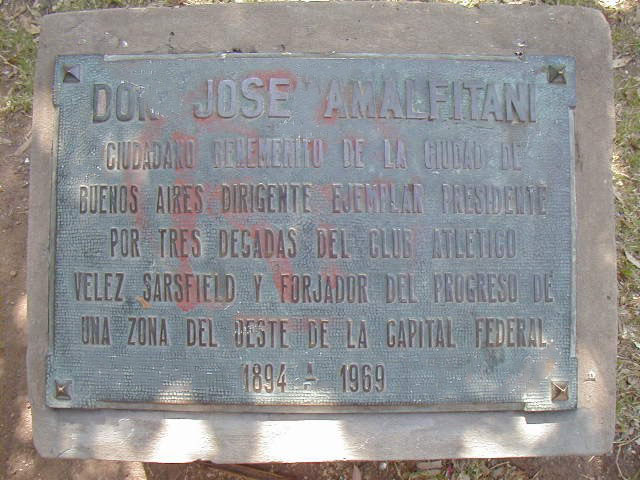 DON JOSE AMALFITANI
CIUDADANO BENEMERITO DE LA CIUDAD DE
BUENOS AIRES DIRIGENTE EJEMPLAR PRESIDENTE
POR TRES DECADAS DEL CLUB ATLETICO
VELEZ SARSFIELD Y FORJADOR DEL PROGRESO DE
UNA ZONA DEL OESTE DE LA CAPITAL FEDERAL
1894 A 1969